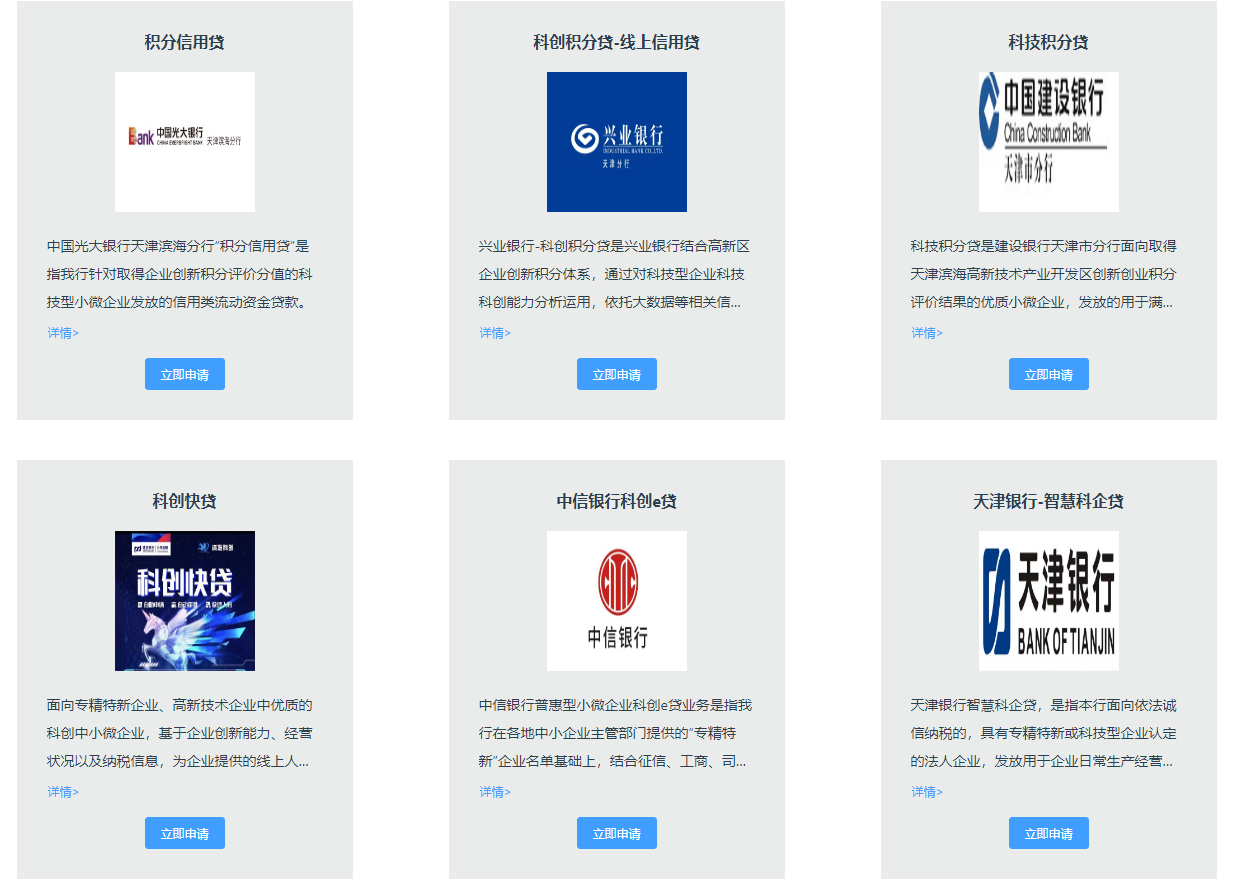 积分信用贷
Bank 中国光大银行 天津滨海分行
CHINA EVERBRIGHT BANK
中国光大银行天津滨海分行“积分信用贷”是
指我行针对取得企业创新积分评价分值的科
技型小微企业发放的信用类流动资金贷款。
详情>
立即申请
科创积分贷-线上信用贷
兴业银行
INDUSTRIAL BANK CO.,LTD.
天津分行
兴业银行-科创积分贷是兴业银行结合高新区
企业创新积分体系，通过对科技型企业科技
科创能力分析运用，依托大数据等相关信...
详情>
立即申请
科技积分贷
中国建设银行
China Construction Bank
天津市分行
科技积分贷是建设银行天津市分行面向取得
天津滨海高新技术产业开发区创新创业积分
评价结果的优质小微企业，发放的用于满...
详情>
立即申请
科创快贷
科创快贷
面向专精特新企业、高新技术企业中优质的
科创中小微企业，基于企业创新能力、经营
状况以及纳税信息，为企业提供的线上人...
详情>
立即申请
中信银行科创e贷
中信银行
中信银行普惠型小微企业科创e贷业务是指我
行在各地中小企业主管部门提供的“专精特
新”企业名单基础上，结合征信、工商、司...
详情>
立即申请
天津银行-智慧科企贷
天津银行
BANK OF TIANJIN
天津银行智慧科企贷，是指本行面向依法诚
信纳税的，具有专精特新或科技型企业认定
的法人企业，发放用于企业日常生产经营...
详情>
立即申请